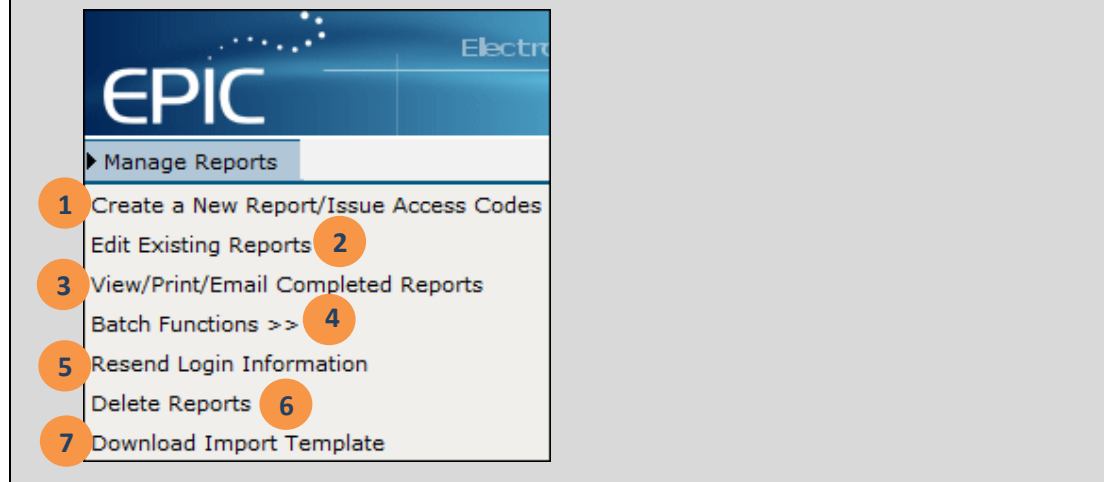 Electro
EPIC
Manage Reports
1 Create a New Report/Issue Access Codes
Edit Existing Reports 2
3 View/Print/Email Completed Reports
Batch Functions >> 4
5 Resend Login Information
Delete Reports 6
7 Download Import Template